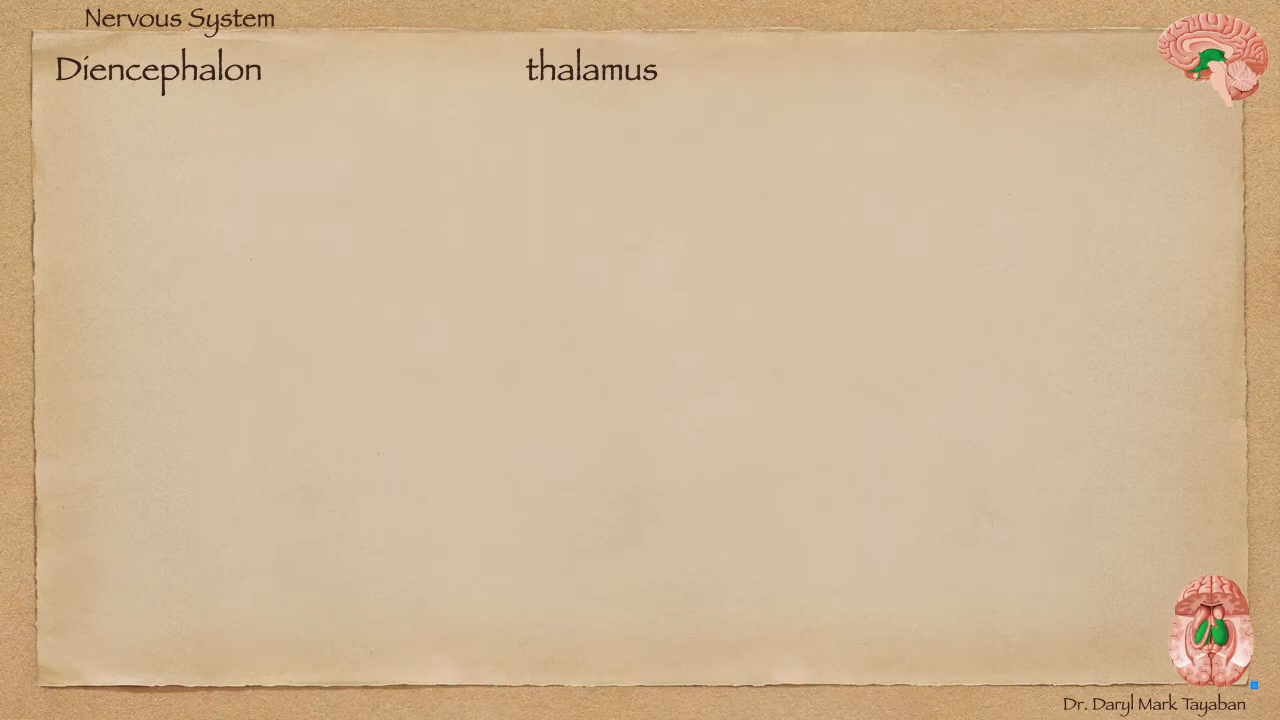 Nervous System
Diencephalon
thalamus
Dr. Daryl Mark Tayaban